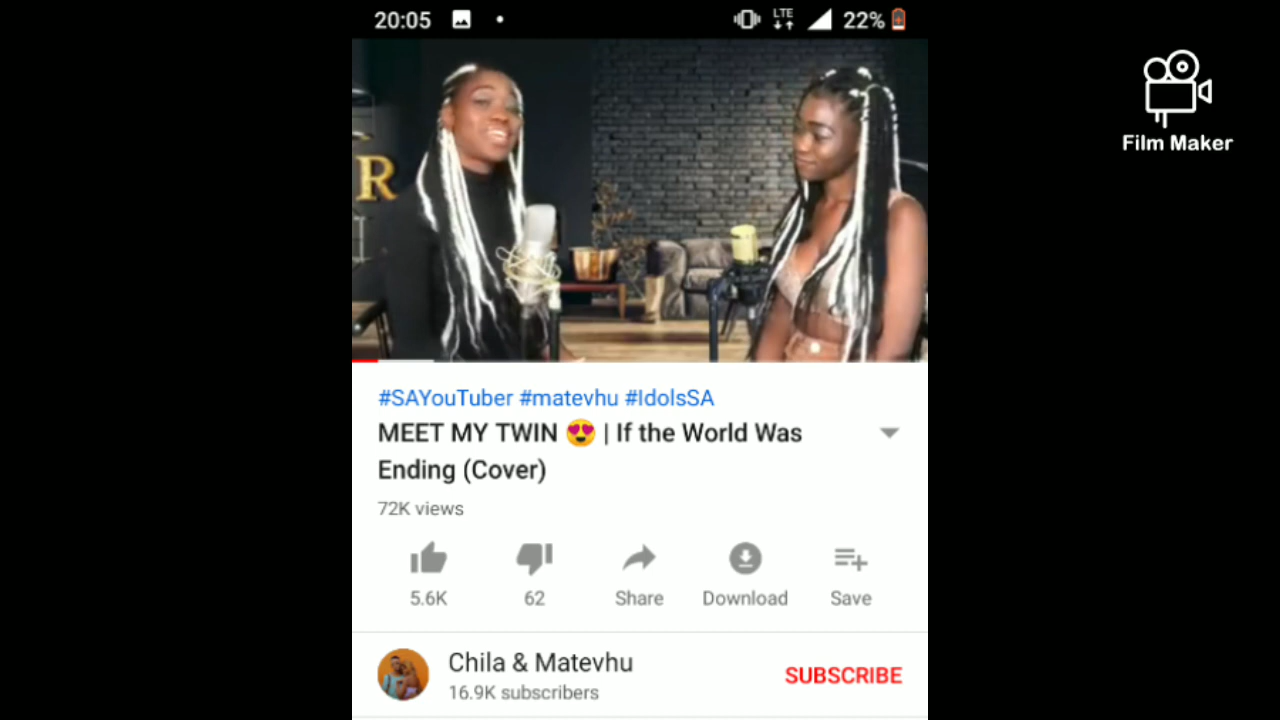 20:05
LTE
22%
Film Maker
R
#SAYouTuber #matevhu #IdolsSA
MEET MY TWIN 😍 | If the World Was
Ending (Cover)
72K views
5.6K
62
Share
Download
Save
Chila & Matevhu
16.9K subscribers
SUBSCRIBE